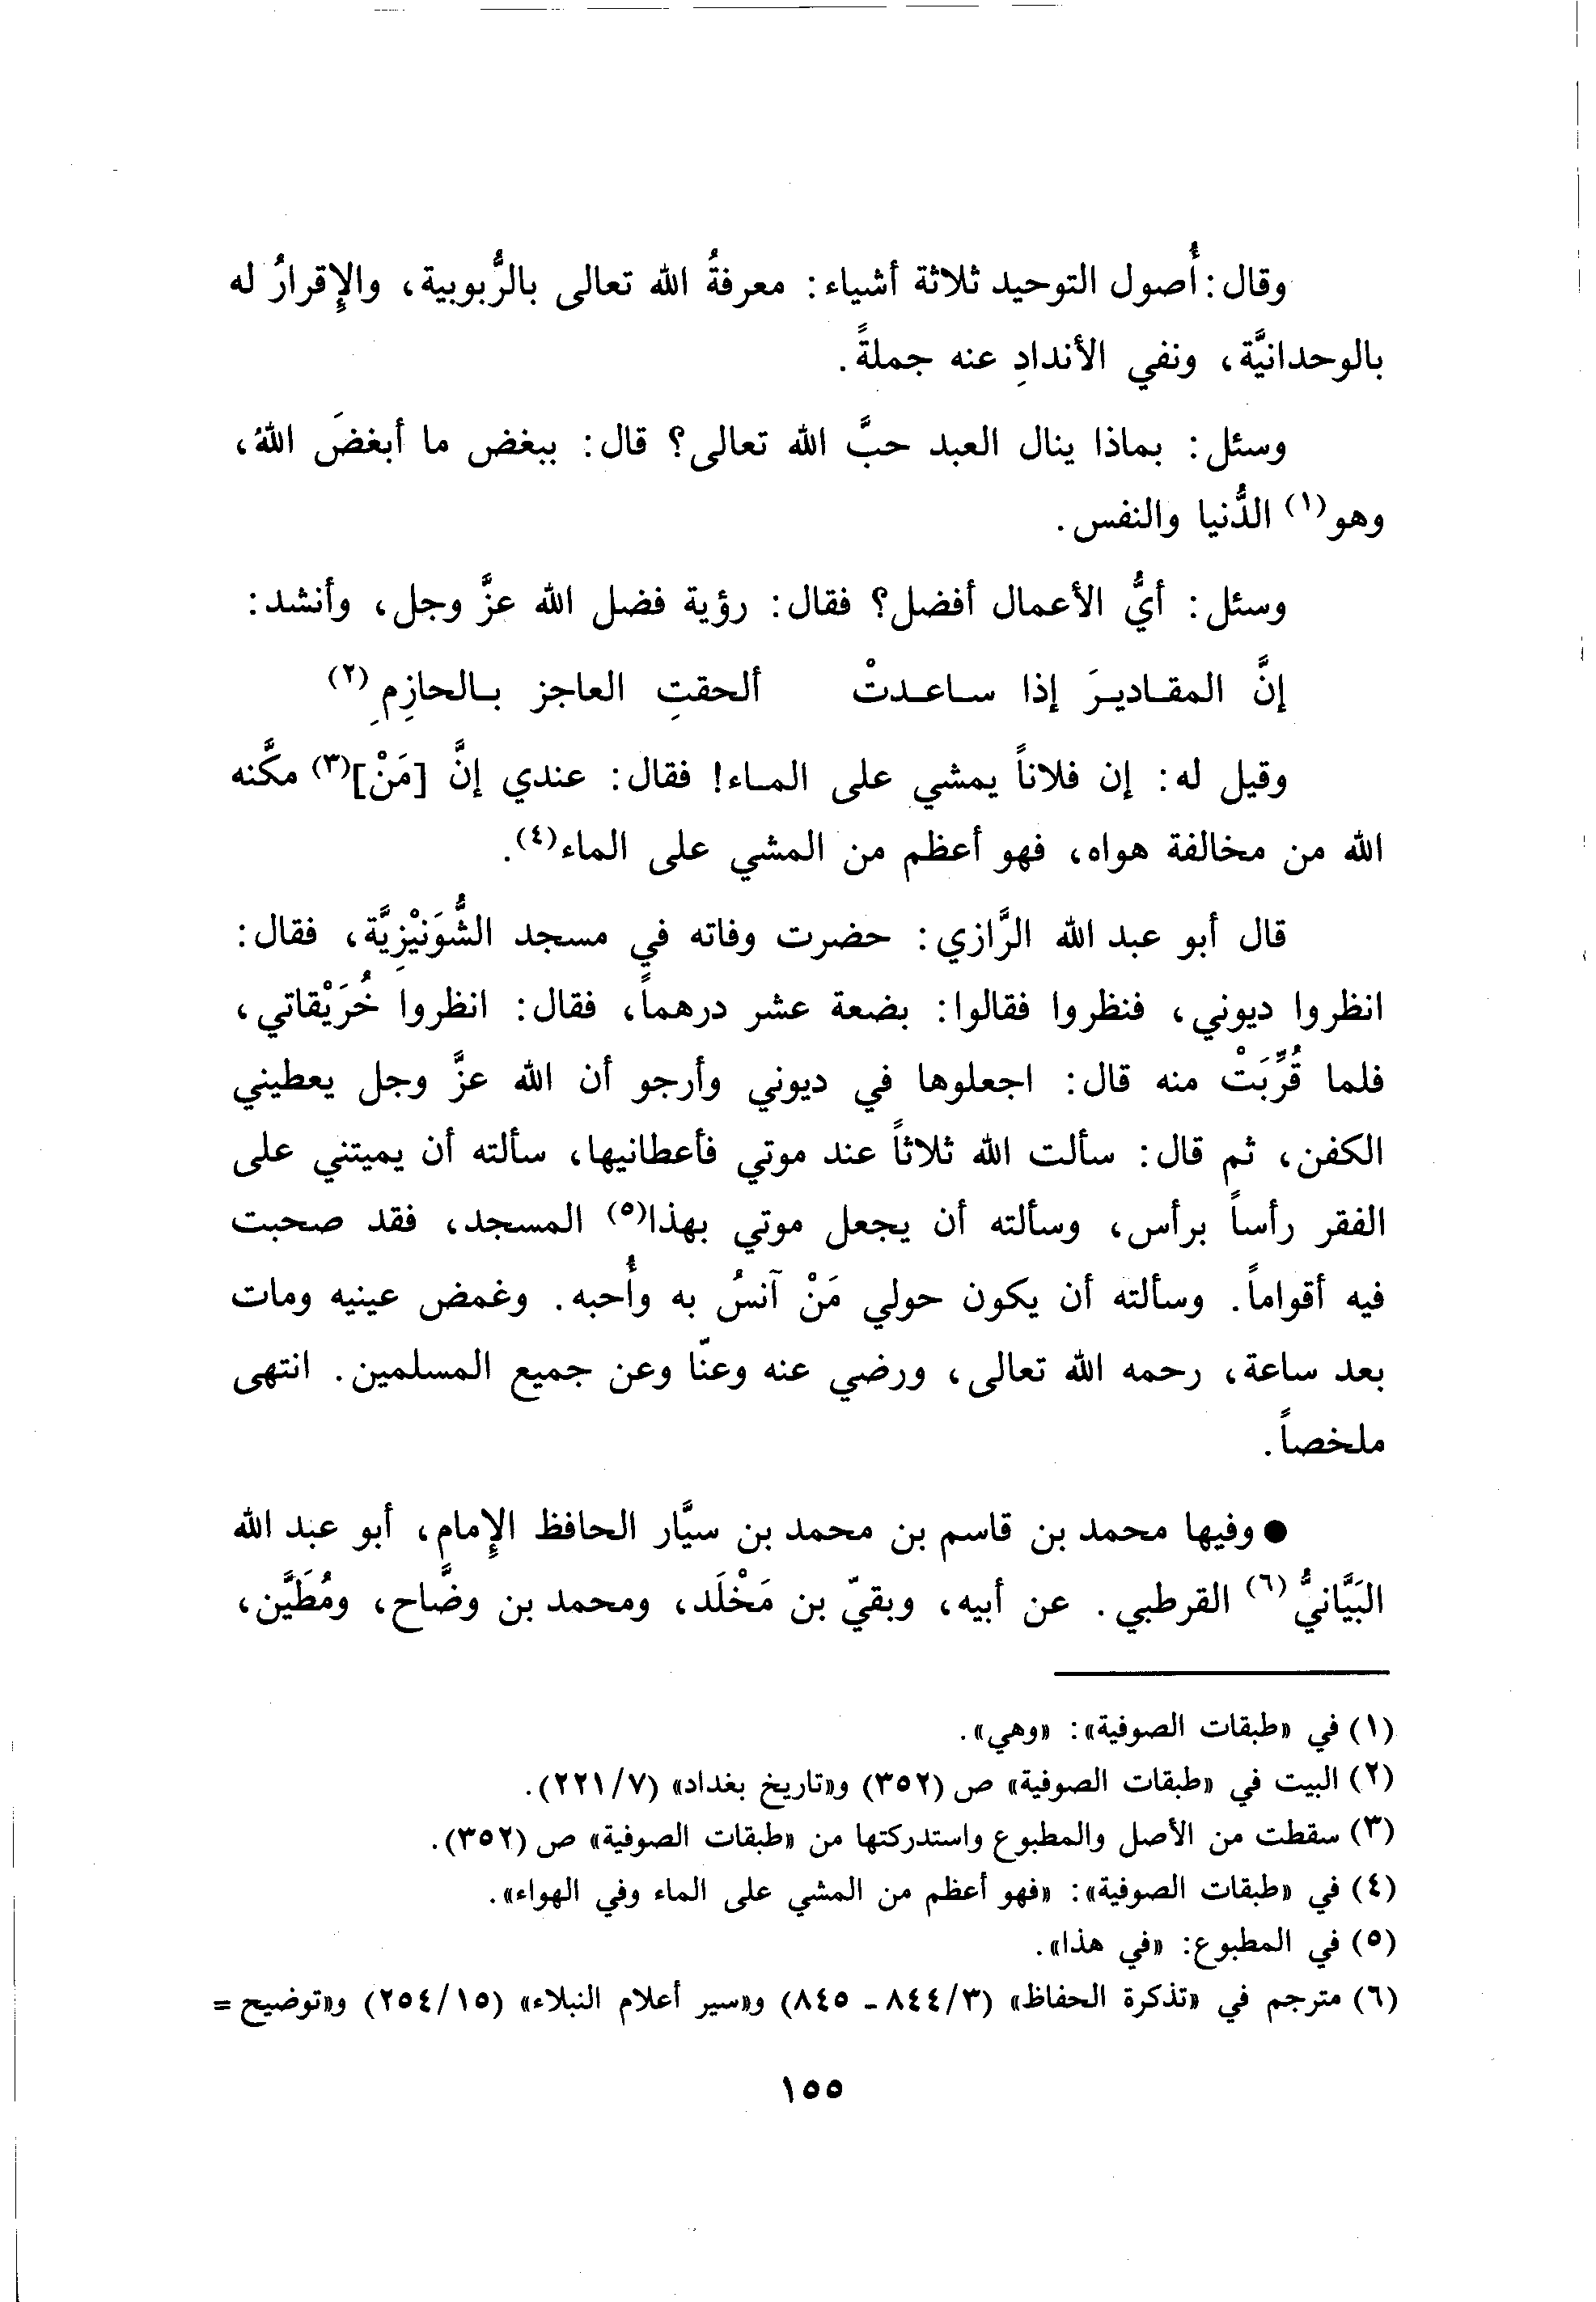 وقال: أُصول التوحيد ثلاثة أشياء: معرفةُ الله تعالى بالرُّبوبية، والإِقرارُ له
بالوحدانيَّة، ونفي الأندادِ عنه جملةً.
وسئل: بماذا ينال العبد حبَّ الله تعالى؟ قال: ببغض ما أبغضَ اللهُ،
وهو(١) الدُّنيا والنفس.
وسئل: أيُّ الأعمال أفضل؟ فقال: رؤية فضل الله عزَّ وجل، وأنشد:
إنَّ المقاديرَ إذا ساعدتْ ألحقتِ العاجز بالحازِمِ(٢)
وقيل له: إن فلاناً يمشي على الماء! فقال: عندي إنَّ [مَنْ](٣) مكَّنه
الله من مخالفة هواه، فهو أعظم من المشي على الماء(٤).
قال أبو عبد الله الرَّازي: حضرت وفاته في مسجد الشُّوَنيْزِيَّة، فقال:
انظروا ديوني، فنظروا فقالوا: بضعة عشر درهماً، فقال: انظروا خُرَيْقاتي،
فلما قُرِّبَتْ منه قال: اجعلوها في ديوني وأرجو أن الله عزَّ وجل يعطيني
الكفن، ثم قال: سألت الله ثلاثاً عند موتي فأعطانيها، سألته أن يميتني على
الفقر رأساً برأس، وسألته أن يجعل موتي بهذا(٥) المسجد، فقد صحبت
فيه أقواماً. وسألته أن يكون حولي مَنْ آنسُ به وأُحبه. وغمض عينيه ومات
بعد ساعة، رحمه الله تعالى، ورضي عنه وعنّا وعن جميع المسلمين. انتهى
ملخصاً.
● وفيها محمد بن قاسم بن محمد بن سيَّار الحافظ الإِمام، أبو عبد الله
البَيَّانيُّ(٦) القرطبي. عن أبيه، وبقيّ بن مَخْلَد، ومحمد بن وضَّاح، ومُطَيَّن،
(١) في «طبقات الصوفية»: «وهي».
(٢) البيت في «طبقات الصوفية» ص (٣٥٢) و«تاريخ بغداد» (٢٢١/٧).
(٣) سقطت من الأصل والمطبوع واستدركتها من «طبقات الصوفية» ص (٣٥٢).
(٤) في «طبقات الصوفية»: «فهو أعظم من المشي على الماء وفي الهواء».
(٥) في المطبوع: «في هذا».
(٦) مترجم في «تذكرة الحفاظ» (٨٤٤/٣ - ٨٤٥) و«سير أعلام النبلاء» (٢٥٤/١٥) و«توضيح =
١٥٥